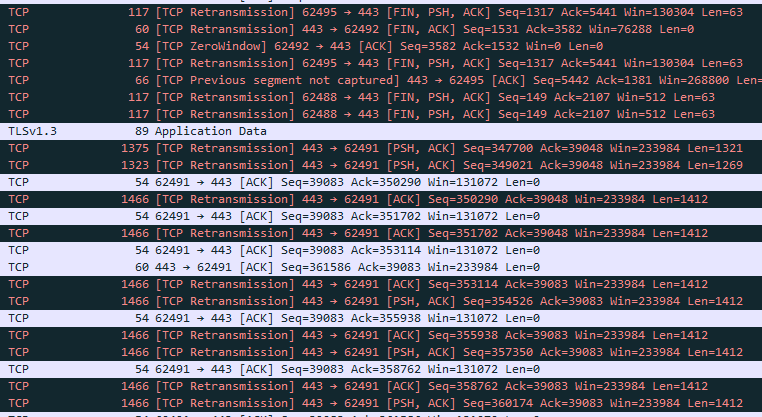 TCP 117 [TCP Retransmission] 62495 → 443 [FIN, PSH, ACK] Seq=1317 Ack=5441 Win=130304 Len=63
TCP 60 [TCP Retransmission] 443 → 62492 [FIN, ACK] Seq=1531 Ack=3582 Win=76288 Len=0
TCP 54 [TCP ZeroWindow] 62492 → 443 [ACK] Seq=3582 Ack=1532 Win=0 Len=0
TCP 117 [TCP Retransmission] 62495 → 443 [FIN, PSH, ACK] Seq=1317 Ack=5441 Win=130304 Len=63
TCP 66 [TCP Previous segment not captured] 443 → 62495 [ACK] Seq=5442 Ack=1381 Win=268800 Len=
TCP 117 [TCP Retransmission] 62488 → 443 [FIN, PSH, ACK] Seq=149 Ack=2107 Win=512 Len=63
TCP 117 [TCP Retransmission] 62488 → 443 [FIN, PSH, ACK] Seq=149 Ack=2107 Win=512 Len=63
TLSv1.3 89 Application Data
TCP 1375 [TCP Retransmission] 443 → 62491 [PSH, ACK] Seq=347700 Ack=39048 Win=233984 Len=1321
TCP 1323 [TCP Retransmission] 443 → 62491 [PSH, ACK] Seq=349021 Ack=39048 Win=233984 Len=1269
TCP 54 62491 → 443 [ACK] Seq=39083 Ack=350290 Win=131072 Len=0
TCP 1466 [TCP Retransmission] 443 → 62491 [ACK] Seq=350290 Ack=39048 Win=233984 Len=1412
TCP 54 62491 → 443 [ACK] Seq=39083 Ack=351702 Win=131072 Len=0
TCP 1466 [TCP Retransmission] 443 → 62491 [ACK] Seq=351702 Ack=39048 Win=233984 Len=1412
TCP 54 62491 → 443 [ACK] Seq=39083 Ack=353114 Win=131072 Len=0
TCP 60 443 → 62491 [ACK] Seq=361586 Ack=39083 Win=233984 Len=0
TCP 1466 [TCP Retransmission] 443 → 62491 [ACK] Seq=353114 Ack=39083 Win=233984 Len=1412
TCP 1466 [TCP Retransmission] 443 → 62491 [PSH, ACK] Seq=354526 Ack=39083 Win=233984 Len=1412
TCP 54 62491 → 443 [ACK] Seq=39083 Ack=355938 Win=131072 Len=0
TCP 1466 [TCP Retransmission] 443 → 62491 [ACK] Seq=355938 Ack=39083 Win=233984 Len=1412
TCP 1466 [TCP Retransmission] 443 → 62491 [PSH, ACK] Seq=357350 Ack=39083 Win=233984 Len=1412
TCP 54 62491 → 443 [ACK] Seq=39083 Ack=358762 Win=131072 Len=0
TCP 1466 [TCP Retransmission] 443 → 62491 [ACK] Seq=358762 Ack=39083 Win=233984 Len=1412
TCP 1466 [TCP Retransmission] 443 → 62491 [PSH, ACK] Seq=360174 Ack=39083 Win=233984 Len=1412